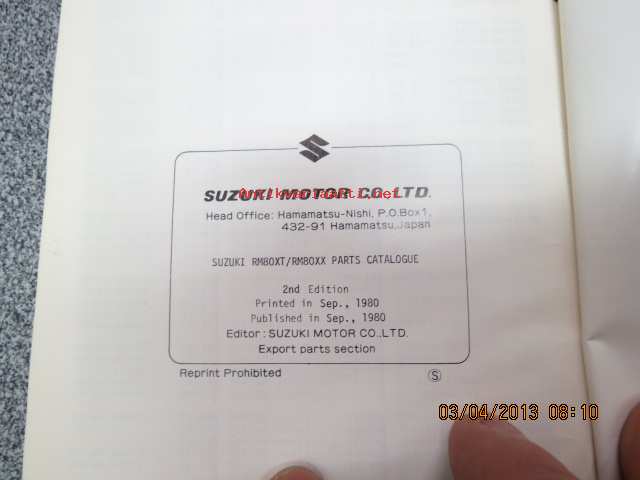 SUZUKI MOTOR CO., LTD.
Head Office: Hamamatsu-Nishi, P.O.Box1,
432-91 Hamamatsu, Japan
SUZUKI RM80XT/RM80XX PARTS CATALOGUE
2nd Edition
Printed in Sep., 1980
Published in Sep., 1980
Editor: SUZUKI MOTOR CO.,LTD.
Export parts section
Reprint Prohibited
S
03/04/2013 08:10